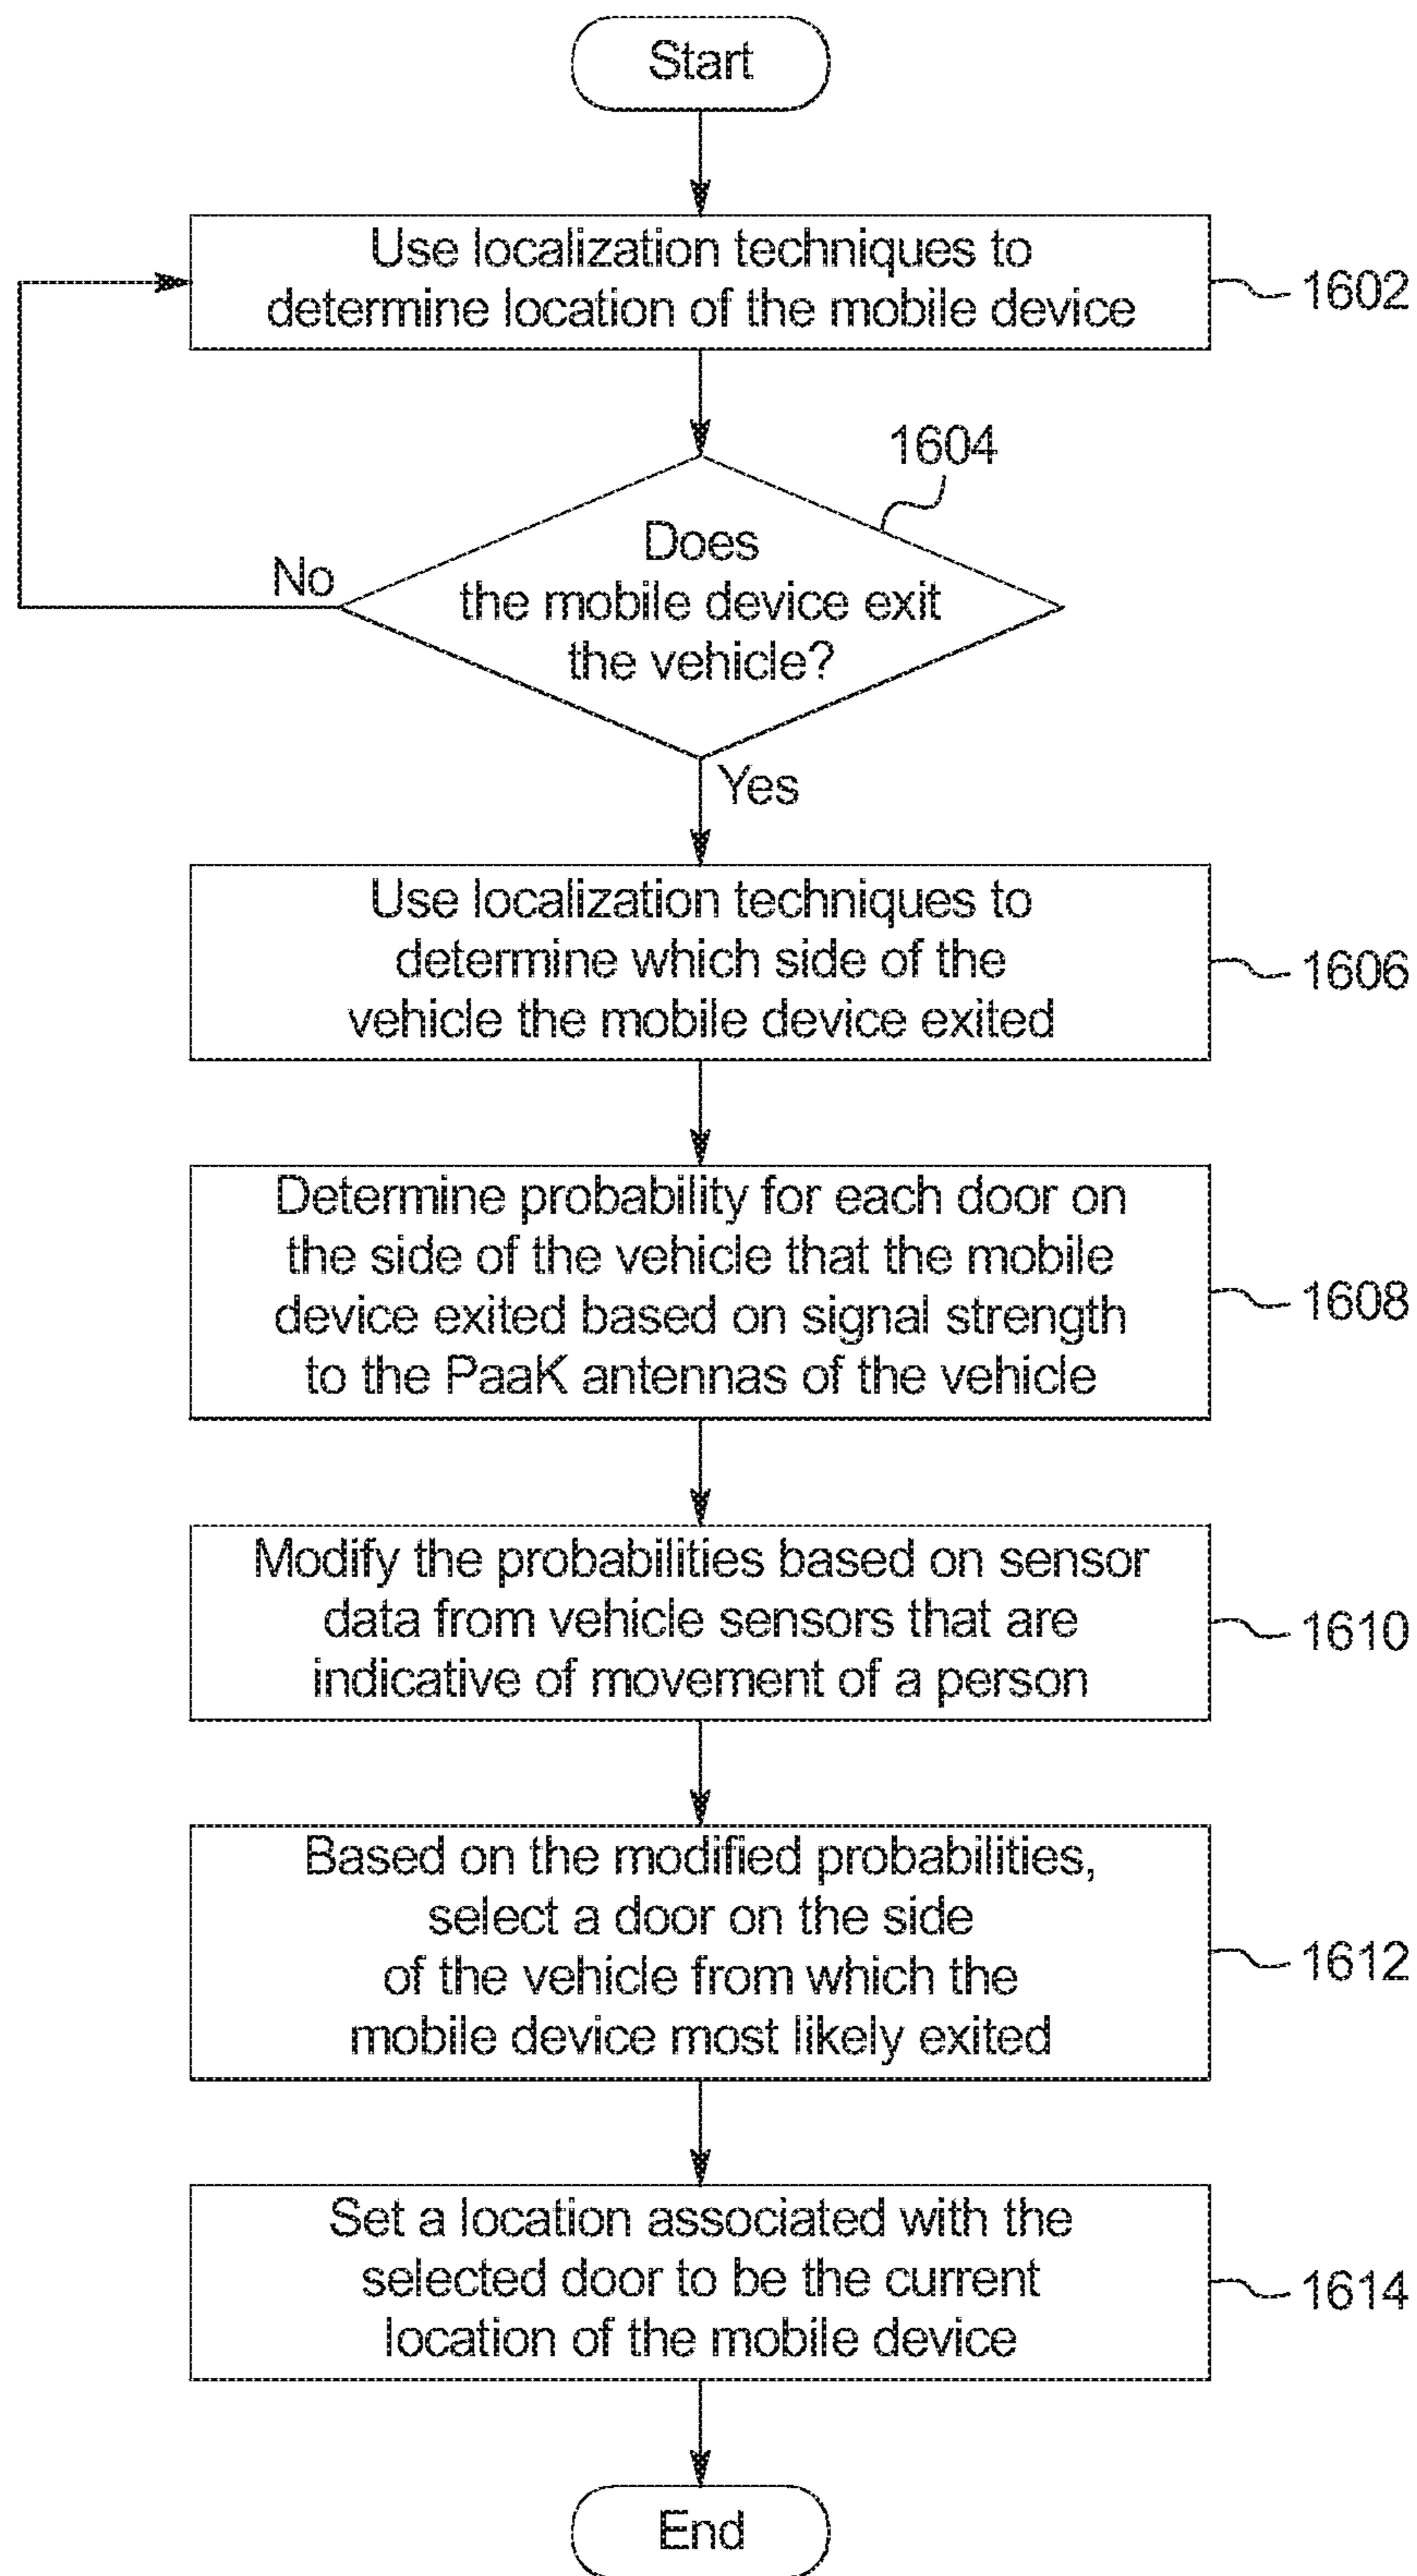 Start
Use localization techniques to
determine location of the mobile device
1602
1604
Does
the mobile device exit
the vehicle?
No
Yes
Use localization techniques to
determine which side of the
vehicle the mobile device exited
1606
Determine probability for each door on
the side of the vehicle that the mobile
device exited based on signal strength
to the PaaK antennas of the vehicle
1608
Modify the probabilities based on sensor
data from vehicle sensors that are
indicative of movement of a person
1610
Based on the modified probabilities,
select a door on the side
of the vehicle from which the
mobile device most likely exited
1612
Set a location associated with the
selected door to be the current
location of the mobile device
1614
End